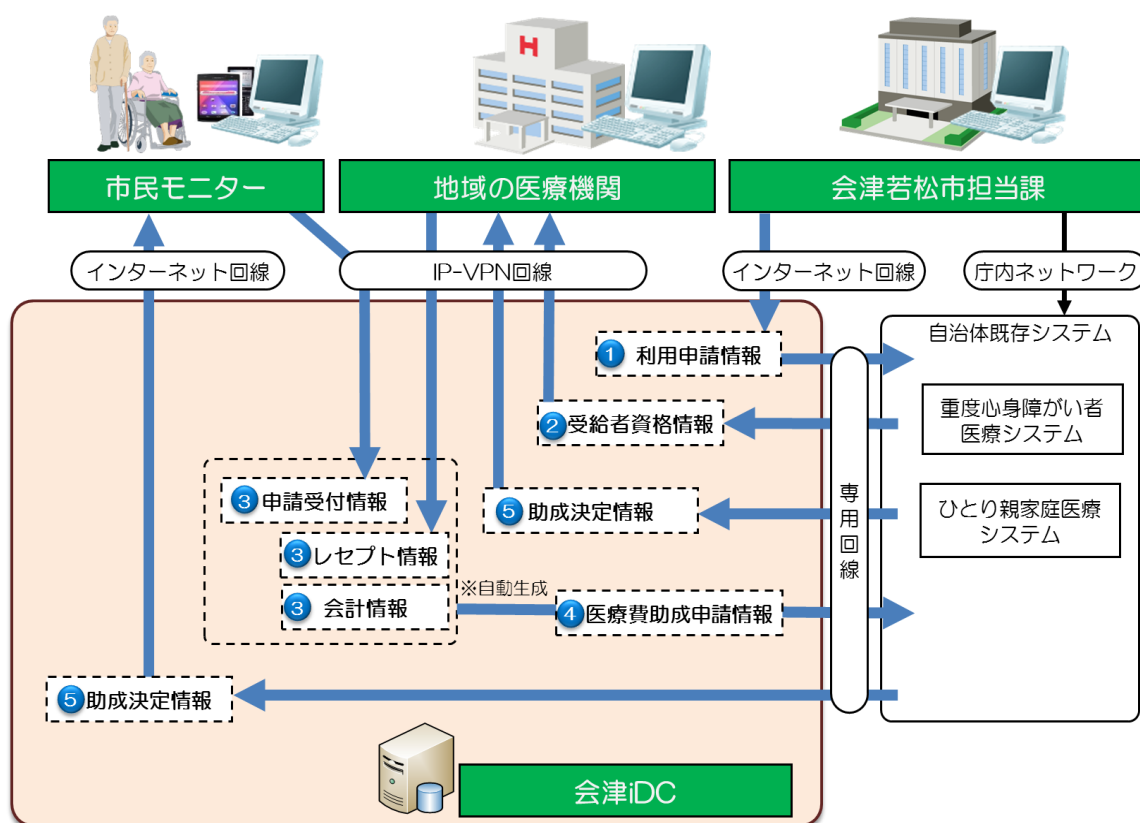 H
市民モニター
地域の医療機関
会津若松市担当課
インターネット回線
IP-VPN回線
インターネット回線
庁内ネットワーク
自治体既存システム
① 利用申請情報
重度心身障がい者
医療システム
②受給者資格情報
③申請受付情報
⑤助成決定情報
専用回線
ひとり親家庭医療
システム
③レセプト情報
※自動生成
③ 会計情報
④医療費助成申請情報
⑤助成決定情報
会津iDC